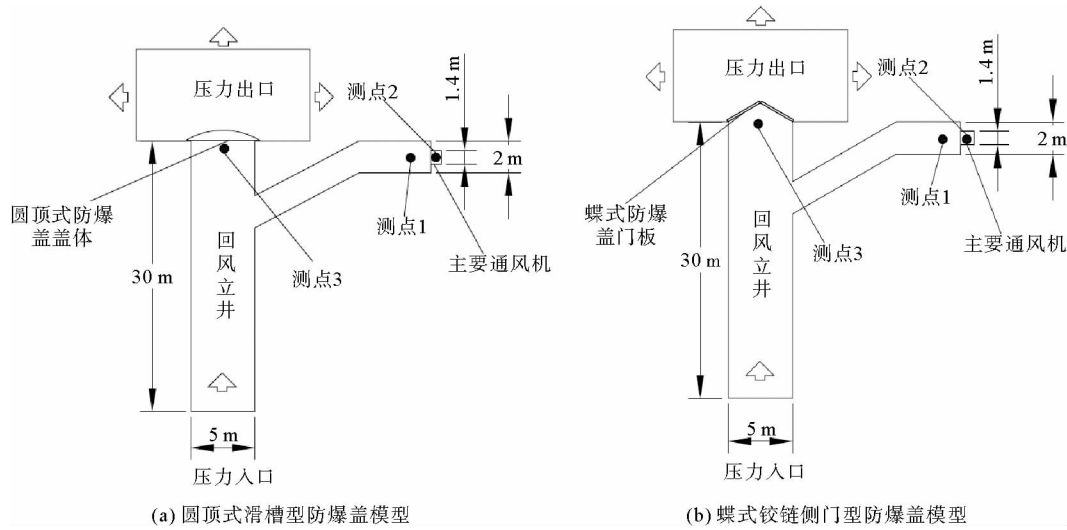 压力出口
测点2
1.4 m
2 m
圆顶式防爆
盖盖体
测点1
回风立井
30 m
测点3
主要通风机
5 m
压力入口
(a) 圆顶式滑槽型防爆盖模型
压力出口
测点2
1.4 m
2 m
蝶式防爆
盖门板
测点1
回风立井
30 m
测点3
主要通风机
5 m
压力入口
(b) 蝶式铰链侧门型防爆盖模型